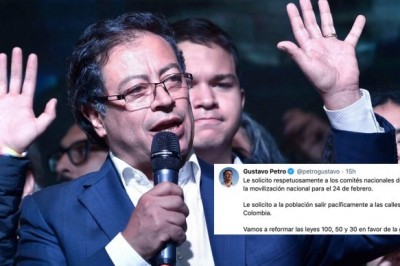 Gustavo Petro @petrogustavo · 15h
Le solicito respetuosamente a los comités nacionales d
la movilización nacional para el 24 de febrero.
Le solicito a la población salir pacíficamente a las calles
Colombia.
Vamos a reformar las leyes 100, 50 y 30 en favor de la g